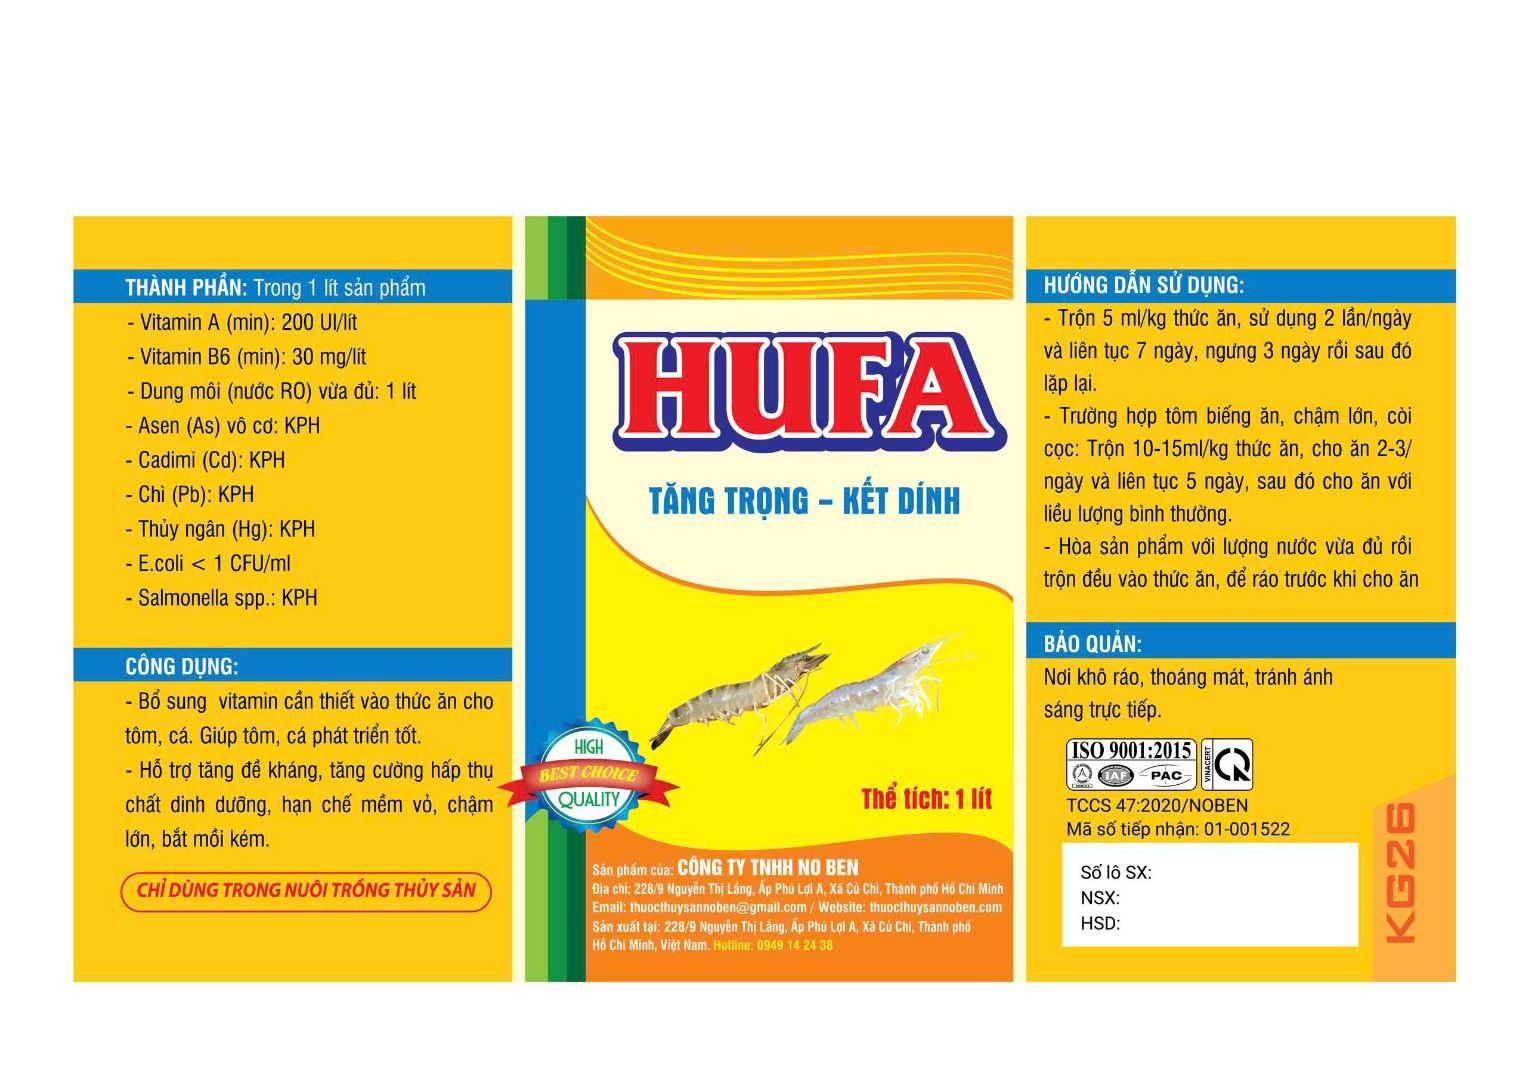 THÀNH PHẦN: Trong 1 lít sản phẩm
- Vitamin A (min): 200 UI/lít
- Vitamin B6 (min): 30 mg/lít
- Dung môi (nước RO) vừa đủ: 1 lít
- Asen (As) vô cơ: KPH
- Cadimi (Cd): KPH
- Chì (Pb): KPH
- Thủy ngân (Hg): KPH
- E.coli < 1 CFU/ml
- Salmonella spp.: KPH
CÔNG DỤNG:
- Bổ sung vitamin cần thiết vào thức ăn cho
tôm, cá. Giúp tôm, cá phát triển tốt.
- Hỗ trợ tăng đề kháng, tăng cường hấp thụ
chất dinh dưỡng, hạn chế mềm vỏ, chậm
lớn, bắt mồi kém.
CHỈ DÙNG TRONG NUÔI TRỒNG THỦY SẢN
HUFA
TĂNG TRỌNG – KẾT DÍNH
HIGH
BEST CHOICE
QUALITY
Thể tích: 1 lít
Sản phẩm của: CÔNG TY TNHH NO BEN
Địa chỉ: 228/9 Nguyễn Thị Lắng, Ấp Phú Lợi A, Xã Củ Chi, Thành phố Hồ Chí Minh
Email: thuocthuysannoben@gmail.com / Website: thuocthuysannoben.com
Sản xuất tại: 228/9 Nguyễn Thị Lắng, Ấp Phú Lợi A, Xã Củ Chi, Thành phố
Hồ Chí Minh, Việt Nam. Hotline: 0949 14 24 38
HƯỚNG DẪN SỬ DỤNG:
- Trộn 5 ml/kg thức ăn, sử dụng 2 lần/ngày
và liên tục 7 ngày, ngưng 3 ngày rồi sau đó
lặp lại.
- Trường hợp tôm biếng ăn, chậm lớn, còi
cọc: Trộn 10-15ml/kg thức ăn, cho ăn 2-3/
ngày và liên tục 5 ngày, sau đó cho ăn với
liều lượng bình thường.
- Hòa sản phẩm với lượng nước vừa đủ rồi
trộn đều vào thức ăn, để ráo trước khi cho ăn
BẢO QUẢN:
Nơi khô ráo, thoáng mát, tránh ánh
sáng trực tiếp.
ISO 9001:2015
IAF
PAC
VINACERT
TCCS 47:2020/NOBEN
Mã số tiếp nhận: 01-001522
Số lô SX:
NSX:
HSD:
KG26